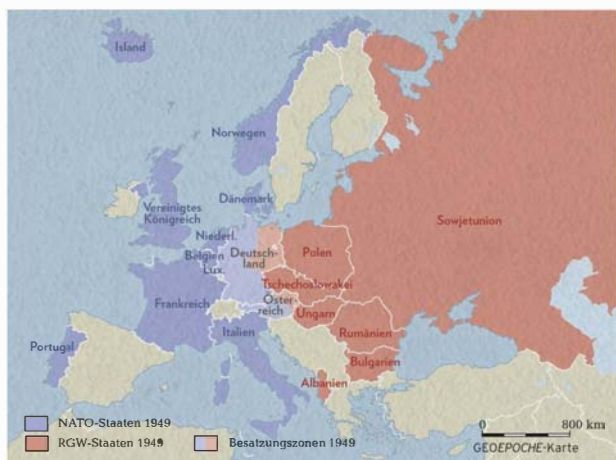 Island
Norwegen
Vereinigtes
Königreich
Dänemark
Sowjetunion
Niederl.
Belgien
Lux.
Deutsch-
land
Polen
Tschechoslowakei
Frankreich
Öster-
reich
Ungarn
Italien
Rumänien
Portugal
Bulgarien
Albanien
NATO-Staaten 1949
RGW-Staaten 1949
Besatzungszonen 1949
0 800 km
GEOEPOCHE-Karte